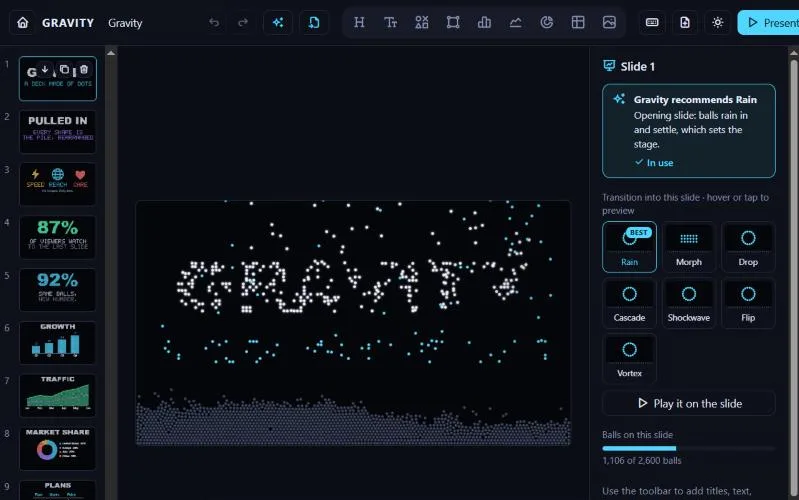 GRAVITY Gravity
H Tт
Present
1
A DECK MADE OF DOTS
2 PULLED IN
EVERY SHAPE IS
THE PILE, REARRANGED
3
SPEED REACH CARE
4 87%
OF VIEWERS WATCH
TO THE LAST SLIDE
5 92%
SAME BALLS,
NEW NUMBER.
6 GROWTH
7 TRAFFIC
8 MARKET SHARE
9 PLANS
GRAVITY
Slide 1
Gravity recommends Rain
Opening slide: balls rain in
and settle, which sets the
stage.
In use
Transition into this slide · hover or tap to
preview
BEST
Rain Morph Drop
Cascade Shockwave Flip
Vortex
Play it on the slide
Balls on this slide
1,106 of 2,600 balls
Use the toolbar to add titles, text,